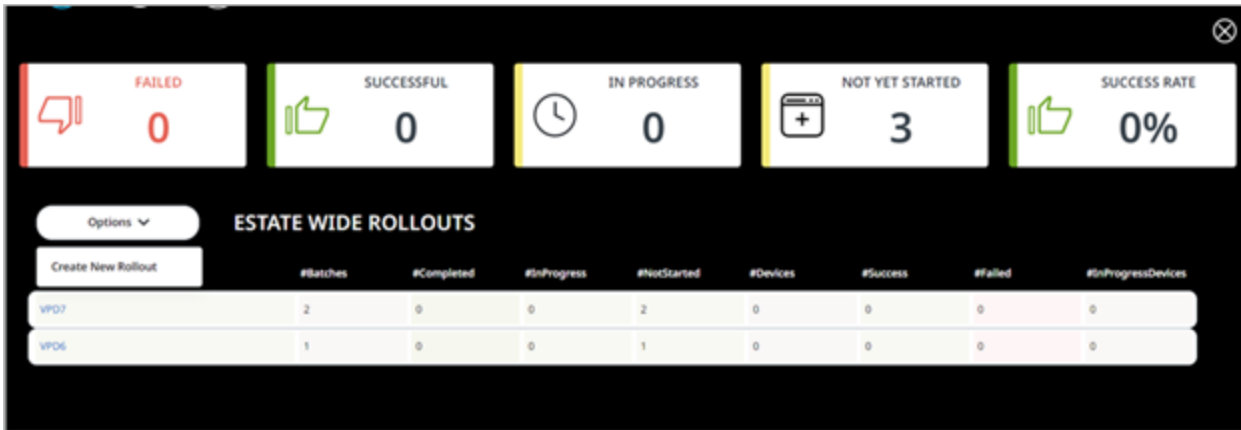 FAILED
0
SUCCESSFUL
0
IN PROGRESS
0
NOT YET STARTED
3
SUCCESS RATE
0%
Options
ESTATE WIDE ROLLOUTS
Create New Rollout
#Batches #Completed #InProgress #NotStarted #Devices #Success #Failed #InProgressDevices
VPD7 2 0 0 2 0 0 0 0
VPD6 1 0 0 1 0 0 0 0